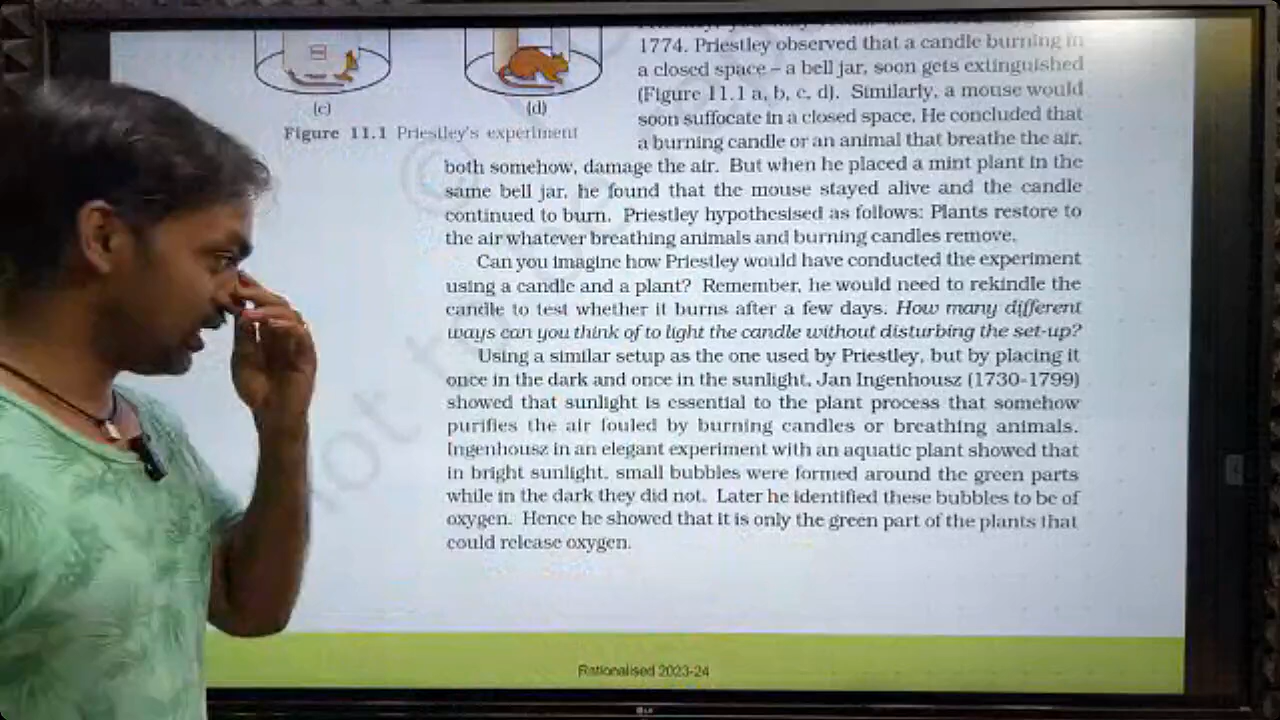 1774. Priestley observed that a candle burning in
a closed space – a bell jar, soon gets extinguished
(Figure 11.1 a, b, c, d). Similarly, a mouse would
soon suffocate in a closed space. He concluded that
a burning candle or an animal that breathe the air,
(c)
(d)
Figure 11.1 Priestley's experiment
both somehow, damage the air. But when he placed a mint plant in the
same bell jar, he found that the mouse stayed alive and the candle
continued to burn. Priestley hypothesised as follows: Plants restore to
the air whatever breathing animals and burning candles remove.
Can you imagine how Priestley would have conducted the experiment
using a candle and a plant? Remember, he would need to rekindle the
candle to test whether it burns after a few days. How many different
ways can you think of to light the candle without disturbing the set-up?
Using a similar setup as the one used by Priestley, but by placing it
once in the dark and once in the sunlight, Jan Ingenhousz (1730-1799)
showed that sunlight is essential to the plant process that somehow
purifies the air fouled by burning candles or breathing animals.
Ingenhousz in an elegant experiment with an aquatic plant showed that
in bright sunlight, small bubbles were formed around the green parts
while in the dark they did not. Later he identified these bubbles to be of
oxygen. Hence he showed that it is only the green part of the plants that
could release oxygen.
Rationalised 2023-24
LG